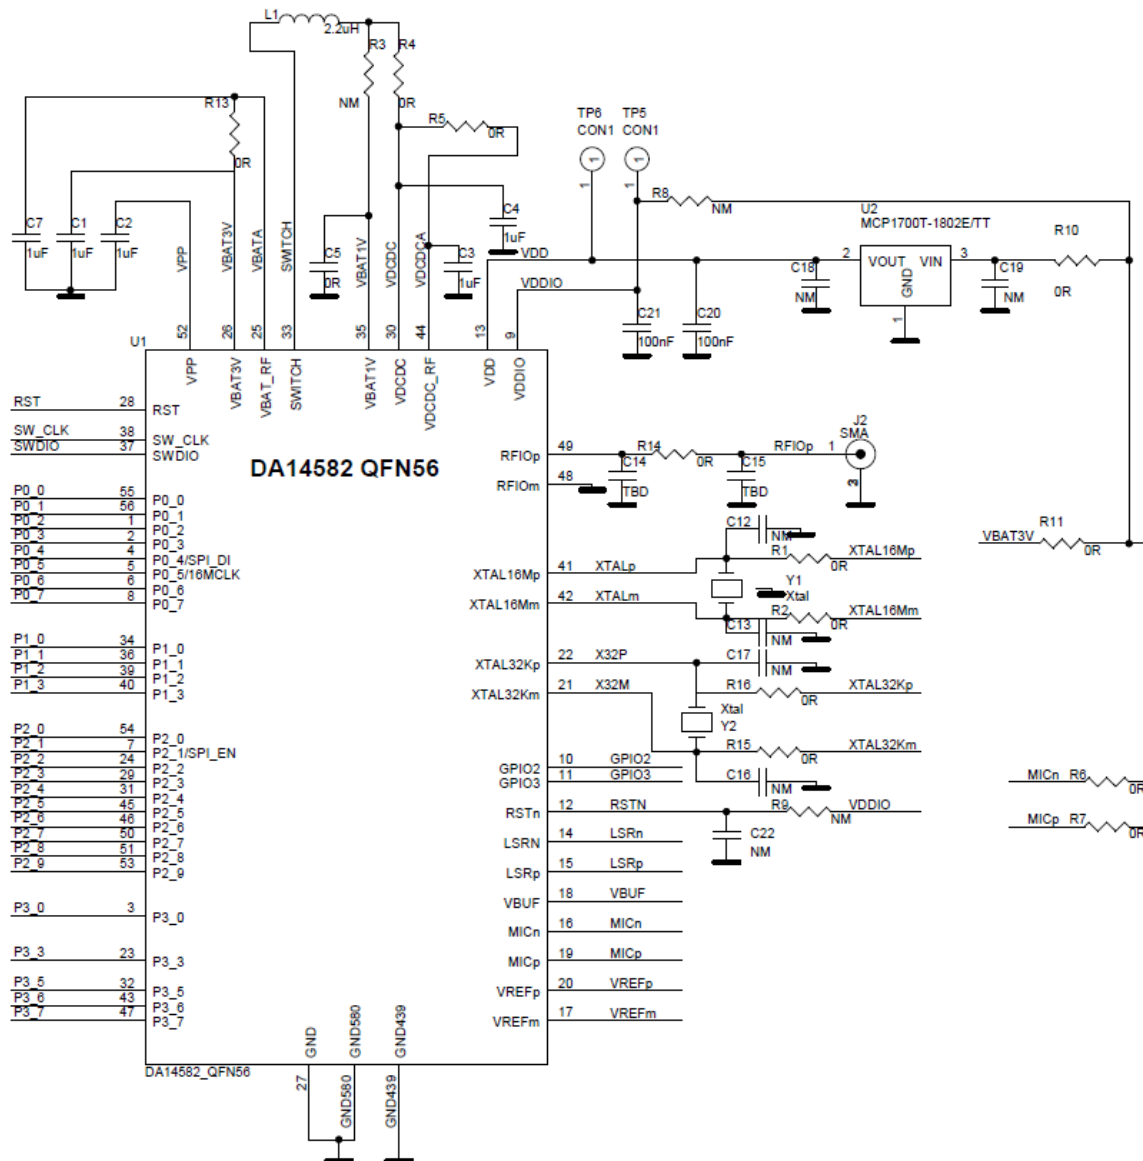 L1
2.2uH
R3
R4
NM
0R
R13
0R
R5
0R
TP6
CON1
1
1
TP5
CON1
1
1
R8
NM
U2
MCP1700T-1802E/TT
2
VOUT
VIN
3
GND
1
R10
0R
C7
1uF
C1
1uF
C2
1uF
VPP
VBAT3V
VBATA
SWITCH
C5
0R
VBAT1V
VDCDC
VDCDCA
C4
1uF
C3
1uF
VDD
VDDIO
C18
NM
C19
NM
C21
100nF
C20
100nF
U1
52
26
25
33
35
30
44
13
9
VPP
VBAT3V
VBAT_RF
SWITCH
VBAT1V
VDCDC
VDCDC_RF
VDD
VDDIO
DA14582 QFN56
RST
28
RST
SW_CLK
38
SW_CLK
SWDIO
37
SWDIO
P0_0
55
P0_0
P0_1
56
P0_1
P0_2
1
P0_2
P0_3
2
P0_3
P0_4
4
P0_4/SPI_DI
P0_5
5
P0_5/16MCLK
P0_6
6
P0_6
P0_7
8
P0_7
P1_0
34
P1_0
P1_1
36
P1_1
P1_2
39
P1_2
P1_3
40
P1_3
P2_0
54
P2_0
P2_1
7
P2_1/SPI_EN
P2_2
24
P2_2
P2_3
29
P2_3
P2_4
31
P2_4
P2_5
45
P2_5
P2_6
46
P2_6
P2_7
50
P2_7
P2_8
51
P2_8
P2_9
53
P2_9
P3_0
3
P3_0
P3_3
23
P3_3
P3_5
32
P3_5
P3_6
43
P3_6
P3_7
47
P3_7
RFIOp
49
C14
TBD
R14
0R
C15
TBD
RFIOp
1
J2
SMA
RFIOm
48
C12
NM
XTAL16Mp
41
XTALp
R1
0R
XTAL16Mp
Y1
Xtal
XTAL16Mm
42
XTALm
R2
0R
XTAL16Mm
C13
NM
XTAL32Kp
22
X32P
C17
NM
XTAL32Km
21
X32M
R16
0R
XTAL32Kp
Xtal
Y2
R15
0R
XTAL32Km
C16
NM
GPIO2
10
GPIO2
GPIO3
11
GPIO3
RSTn
12
RSTN
R9
NM
VDDIO
C22
NM
LSRN
14
LSRn
LSRp
15
LSRp
VBUF
18
VBUF
MICn
16
MICn
MICp
19
MICp
VREFp
20
VREFp
VREFm
17
VREFm
VBAT3V
R11
0R
MICn
R6
0R
MICp
R7
0R
GND
GND580
GND439
DA14582_QFN56
27
GND580
GND439